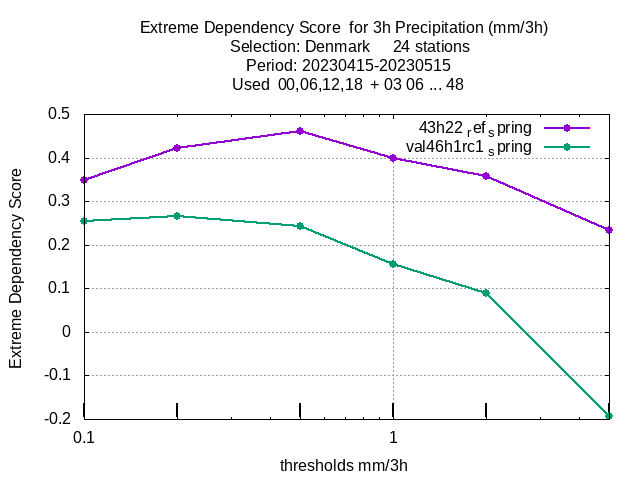 Extreme Dependency Score  for 3h Precipitation (mm/3h)
Selection: Denmark     24 stations
Period: 20230415-20230515
Used  00,06,12,18  + 03 06 ... 48
0.5
0.4
0.3
0.2
0.1
0
-0.1
-0.2
Extreme Dependency Score
43h22 ref spring
val46h1rc1 spring
0.1
1
thresholds mm/3h